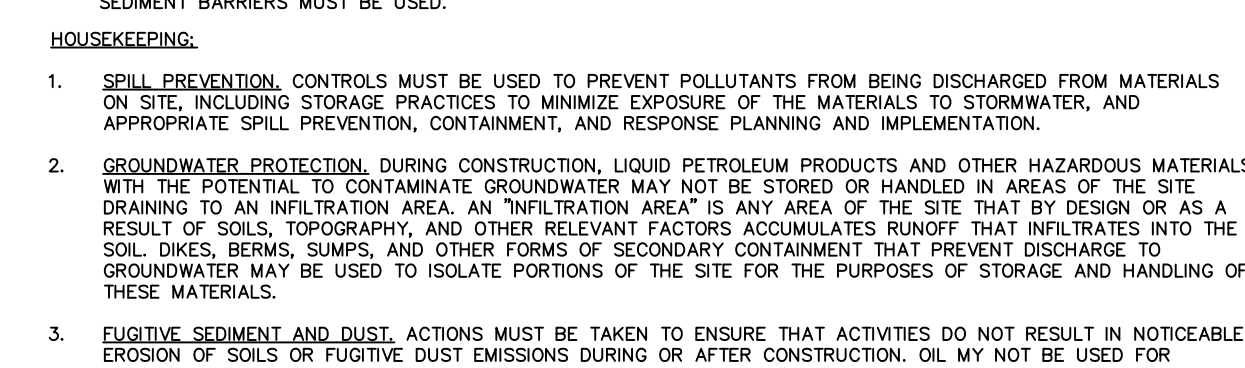 SEDIMENT BARRIERS MUST BE USED.
HOUSEKEEPING:
1. SPILL PREVENTION. CONTROLS MUST BE USED TO PREVENT POLLUTANTS FROM BEING DISCHARGED FROM MATERIALS
ON SITE, INCLUDING STORAGE PRACTICES TO MINIMIZE EXPOSURE OF THE MATERIALS TO STORMWATER, AND
APPROPRIATE SPILL PREVENTION, CONTAINMENT, AND RESPONSE PLANNING AND IMPLEMENTATION.
2. GROUNDWATER PROTECTION. DURING CONSTRUCTION, LIQUID PETROLEUM PRODUCTS AND OTHER HAZARDOUS MATERIALS
WITH THE POTENTIAL TO CONTAMINATE GROUNDWATER MAY NOT BE STORED OR HANDLED IN AREAS OF THE SITE
DRAINING TO AN INFILTRATION AREA. AN "INFILTRATION AREA" IS ANY AREA OF THE SITE THAT BY DESIGN OR AS A
RESULT OF SOILS, TOPOGRAPHY, AND OTHER RELEVANT FACTORS ACCUMULATES RUNOFF THAT INFILTRATES INTO THE
SOIL. DIKES, BERMS, SUMPS, AND OTHER FORMS OF SECONDARY CONTAINMENT THAT PREVENT DISCHARGE TO
GROUNDWATER MAY BE USED TO ISOLATE PORTIONS OF THE SITE FOR THE PURPOSES OF STORAGE AND HANDLING OF
THESE MATERIALS.
3. FUGITIVE SEDIMENT AND DUST. ACTIONS MUST BE TAKEN TO ENSURE THAT ACTIVITIES DO NOT RESULT IN NOTICEABLE
EROSION OF SOILS OR FUGITIVE DUST EMISSIONS DURING OR AFTER CONSTRUCTION. OIL MY NOT BE USED FOR